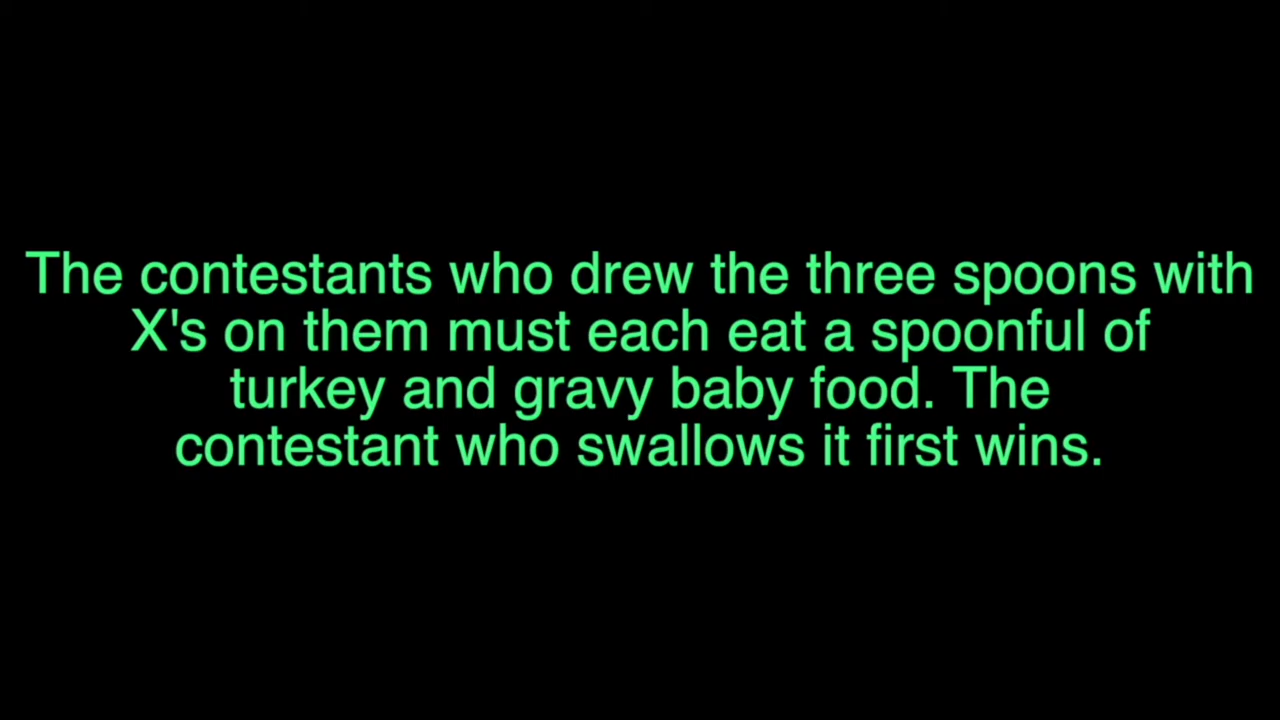 The contestants who drew the three spoons with
X's on them must each eat a spoonful of
turkey and gravy baby food. The
contestant who swallows it first wins.